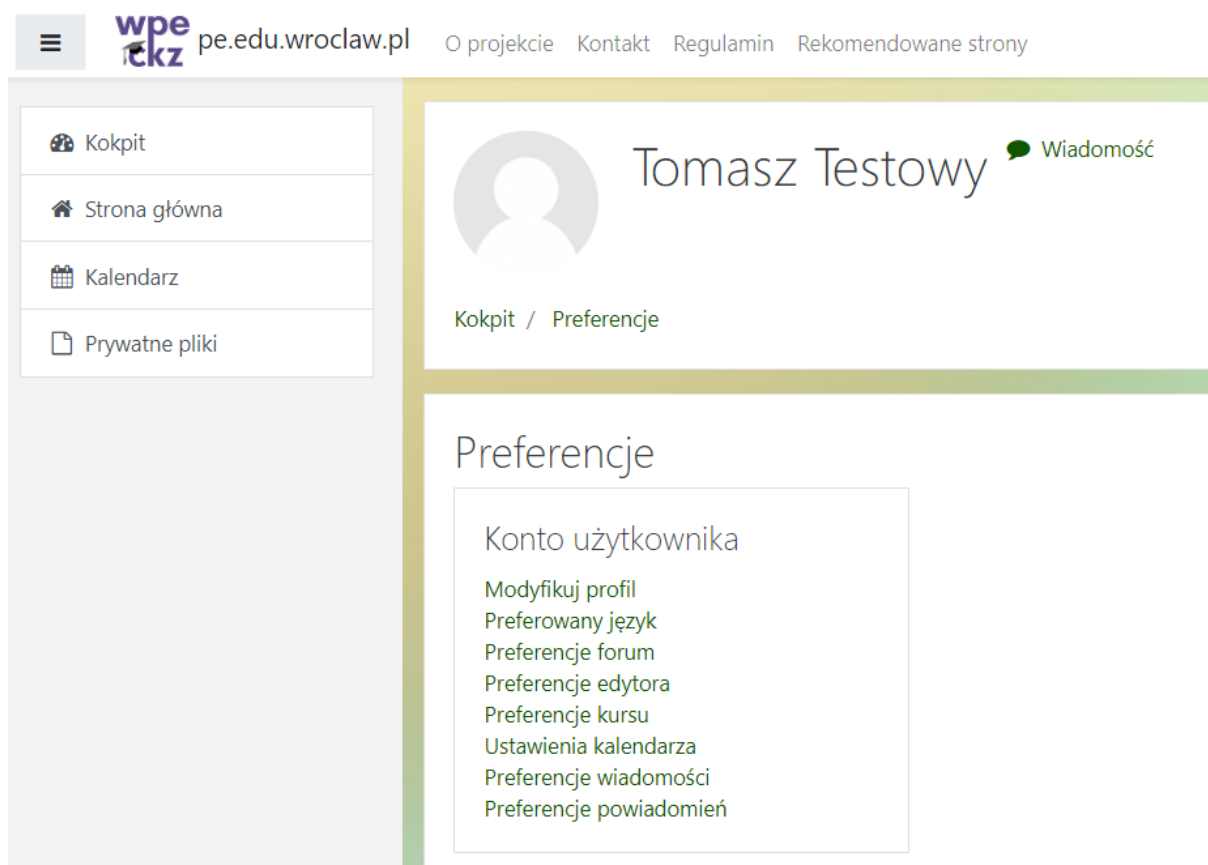 wpe
ckz
pe.edu.wroclaw.pl
O projekcie Kontakt Regulamin Rekomendowane strony
Kokpit
Strona główna
Kalendarz
Prywatne pliki
Tomasz Testowy
Wiadomość
Kokpit / Preferencje
Preferencje
Konto użytkownika
Modyfikuj profil
Preferowany język
Preferencje forum
Preferencje edytora
Preferencje kursu
Ustawienia kalendarza
Preferencje wiadomości
Preferencje powiadomień